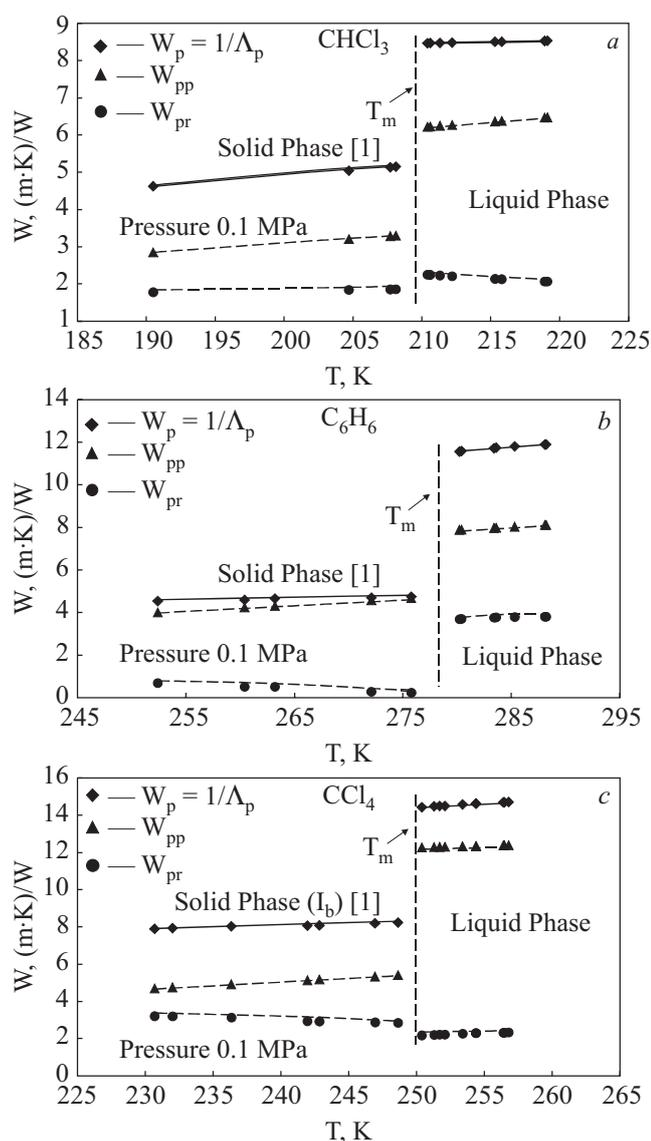 9
W_p = 1/Λ_p
CHCl_3
a
8
W_pp
7
W_pr
T_m
6
Solid Phase [1]
5
Liquid Phase
4
Pressure 0.1 MPa
3
2
1
W, (m·K)/W
185 190 195 200 205 210 215 220 225
T, K
14
W_p = 1/Λ_p
C_6H_6
b
12
W_pp
10
W_pr
T_m
8
6
Solid Phase [1]
4
Pressure 0.1 MPa
Liquid Phase
2
0
W, (m·K)/W
245 255 265 275 285 295
T, K
16
W_p = 1/Λ_p
CCl_4
c
14
W_pp
12
W_pr
T_m
10
Solid Phase (I_b) [1]
Liquid Phase
8
6
4
2
Pressure 0.1 MPa
0
W, (m·K)/W
225 230 235 240 245 250 255 260 265
T, K